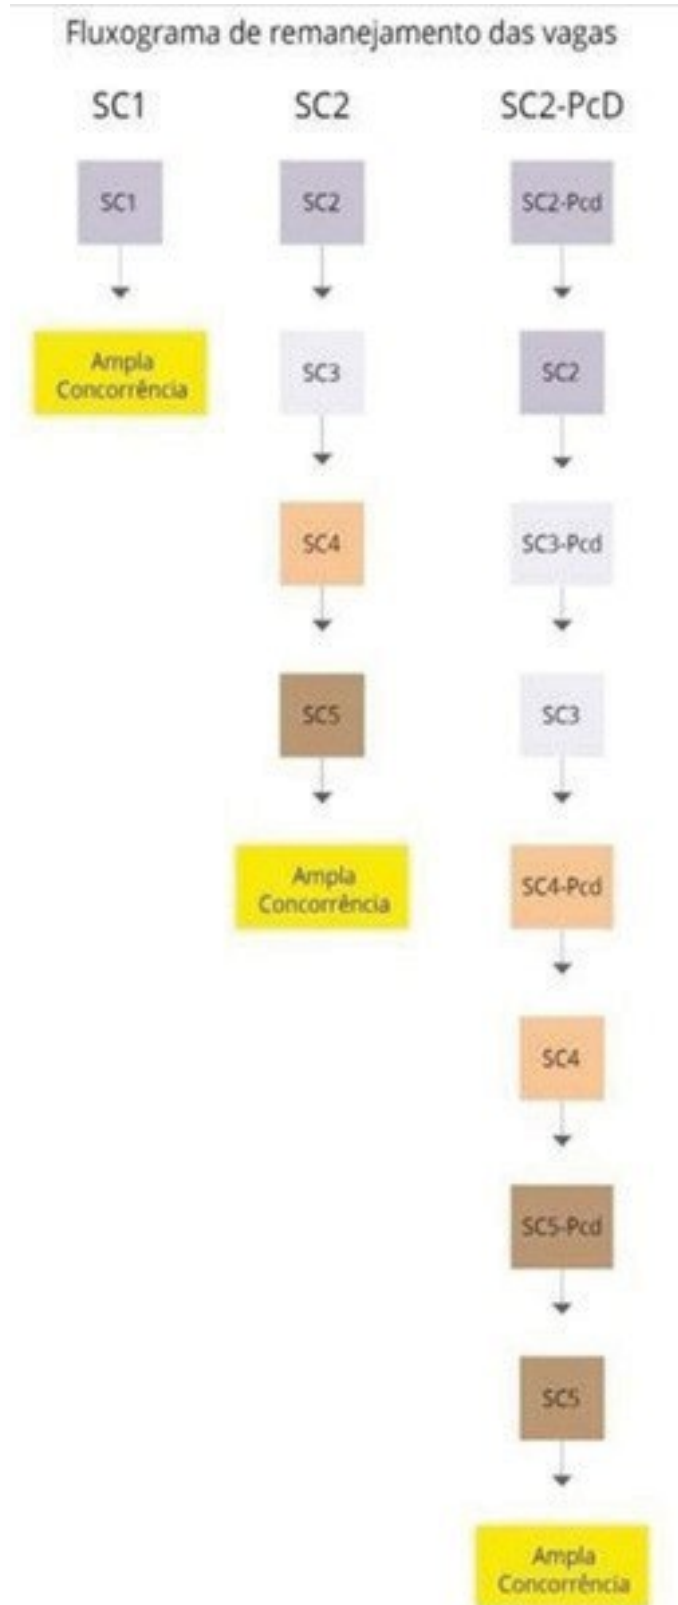 Fluxograma de remanejamento das vagas
SC1
SC2
SC2-PcD
SC1
SC2
SC2-Pcd
Ampla
Concorrência
SC3
SC2
SC4
SC3-Pcd
SC5
SC3
Ampla
Concorrência
SC4-Pcd
SC4
SC5-Pcd
SC5
Ampla
Concorrência